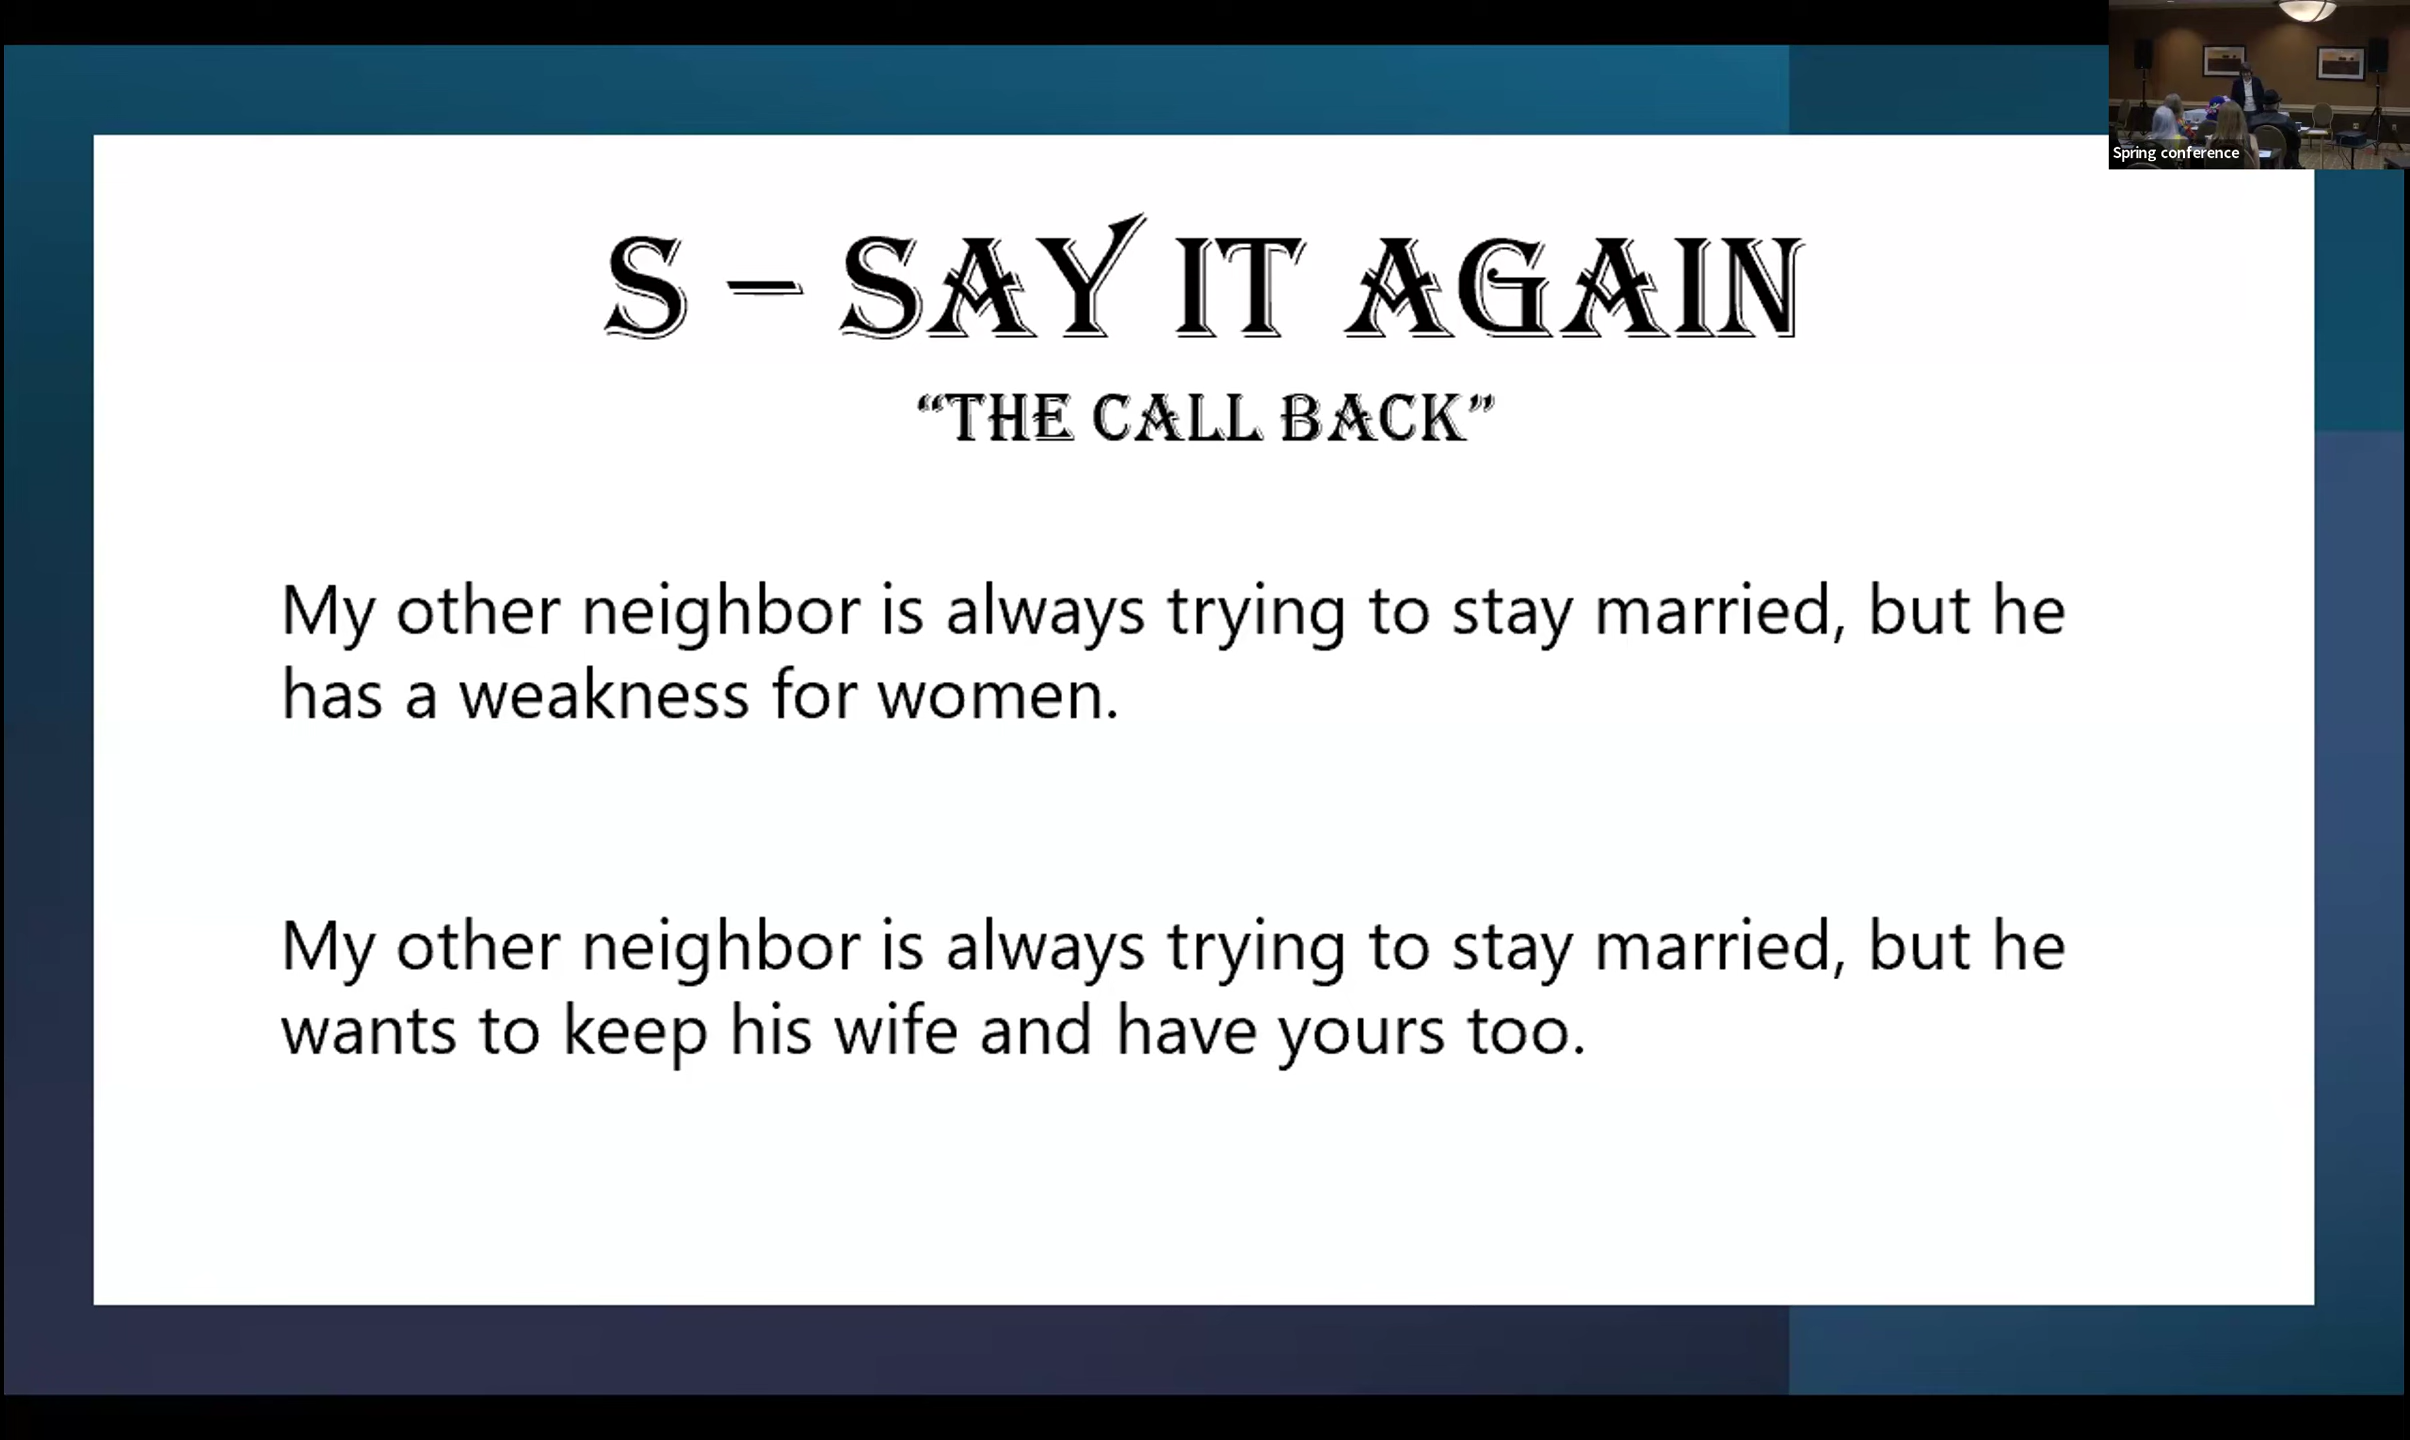 Spring conference
S – SAY IT AGAIN
“THE CALL BACK”
My other neighbor is always trying to stay married, but he
has a weakness for women.
My other neighbor is always trying to stay married, but he
wants to keep his wife and have yours too.